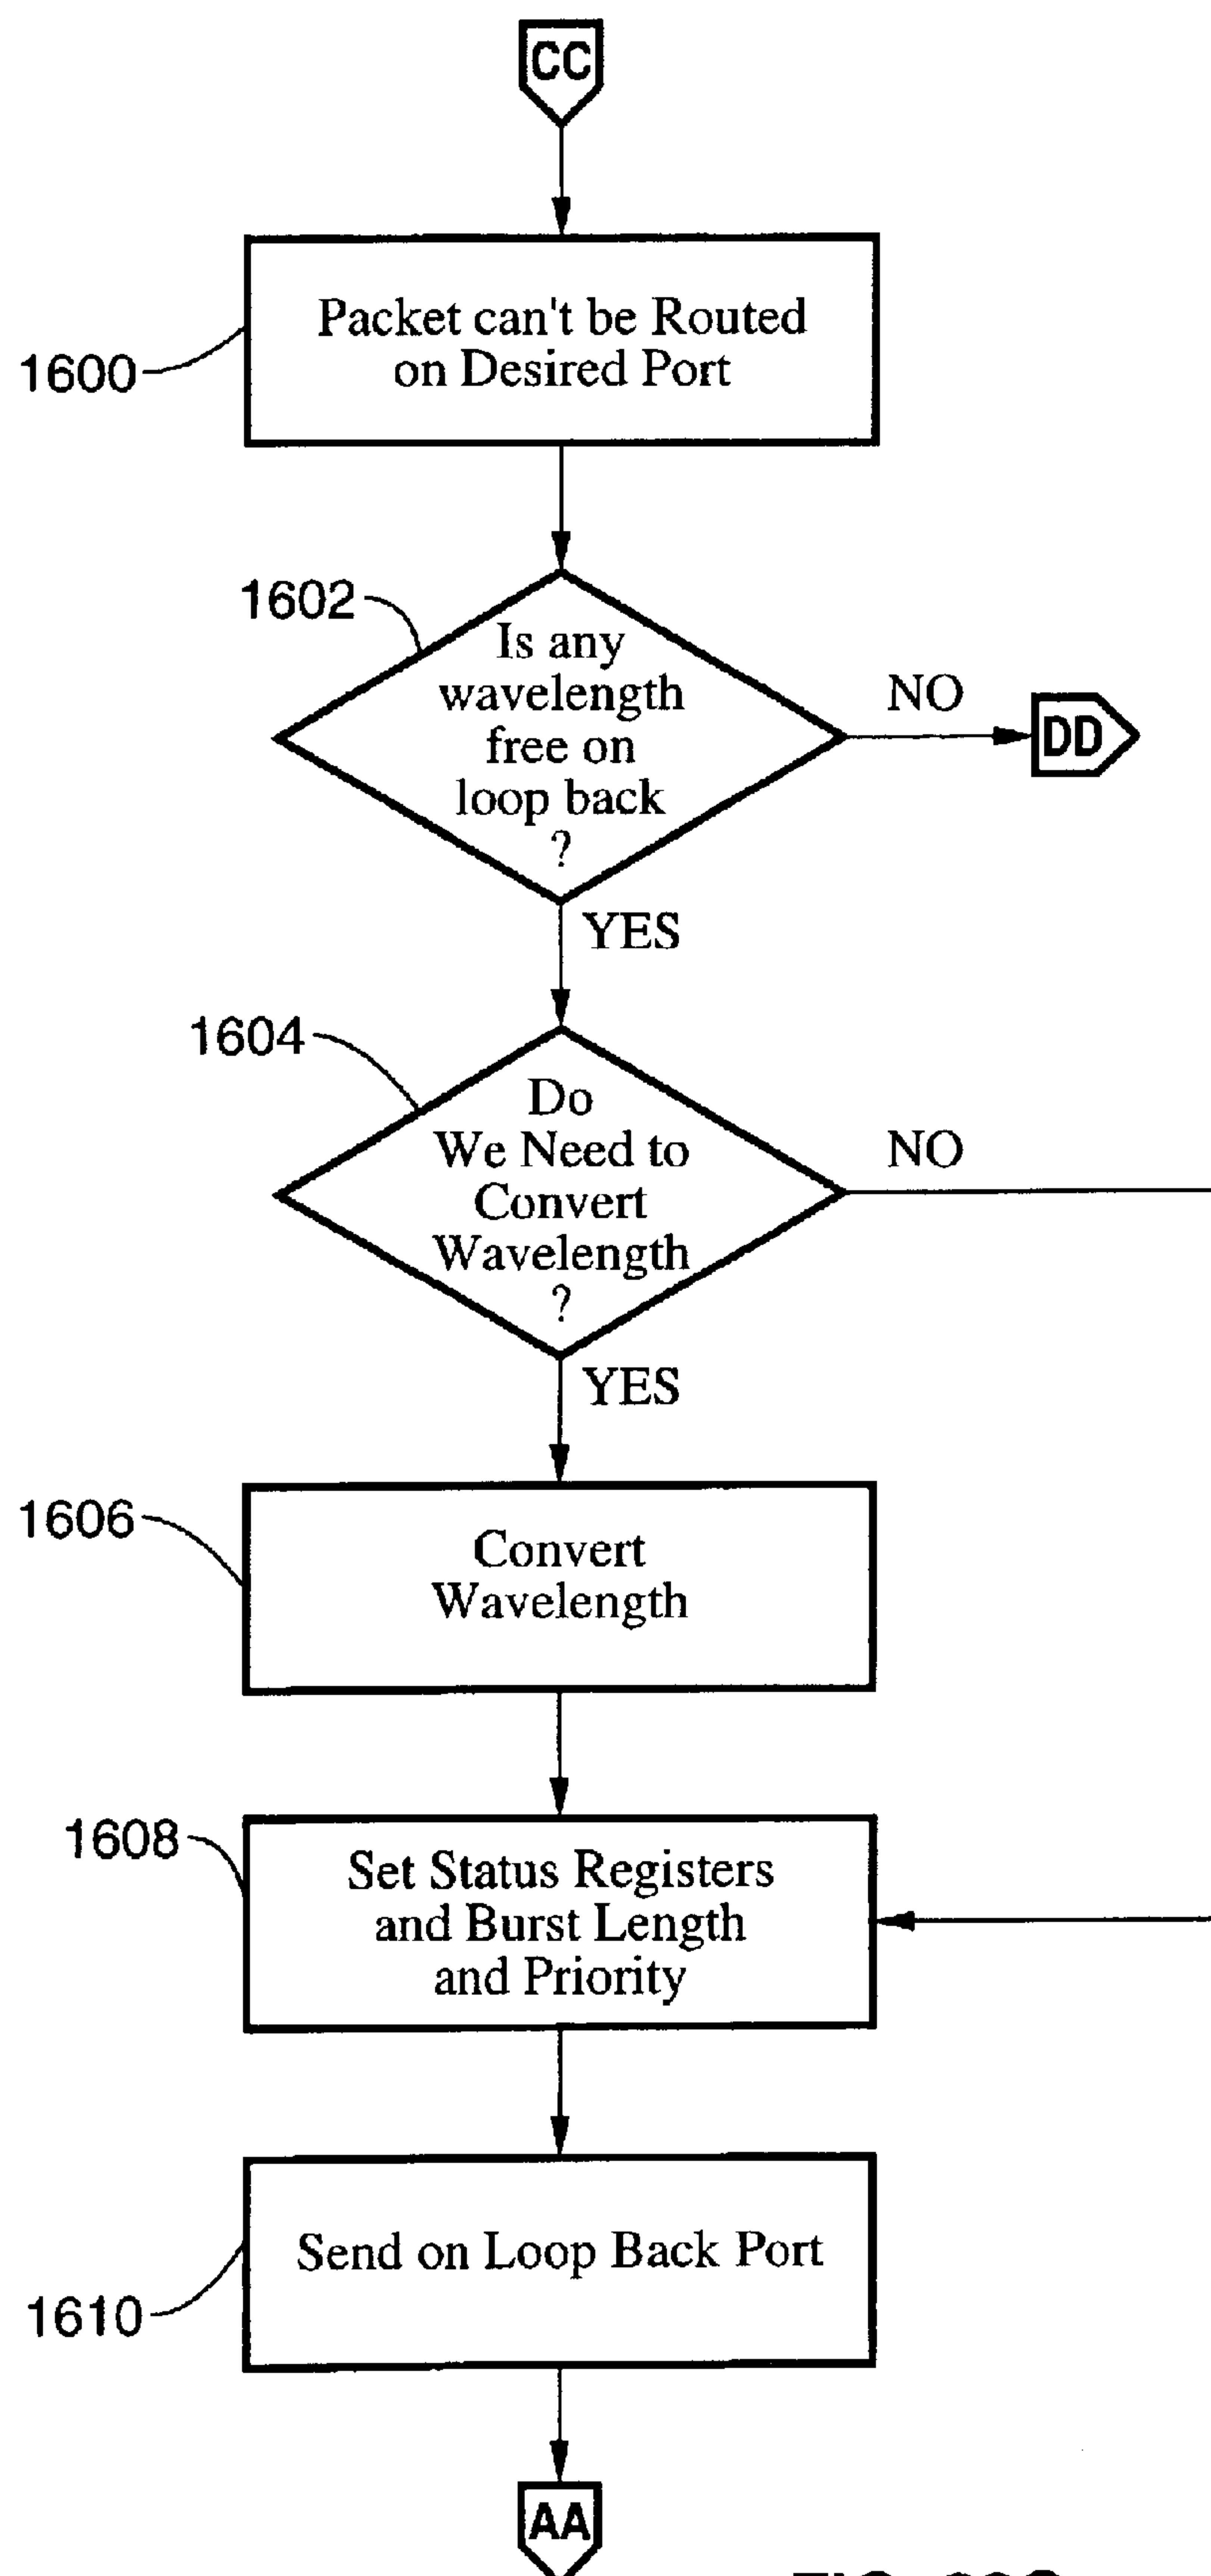 CC
1600
Packet can't be Routed
on Desired Port
1602
Is any
wavelength
free on
loop back
?
NO
DD
YES
1604
Do
We Need to
Convert
Wavelength
?
NO
YES
1606
Convert
Wavelength
1608
Set Status Registers
and Burst Length
and Priority
Send on Loop Back Port
1610
AA